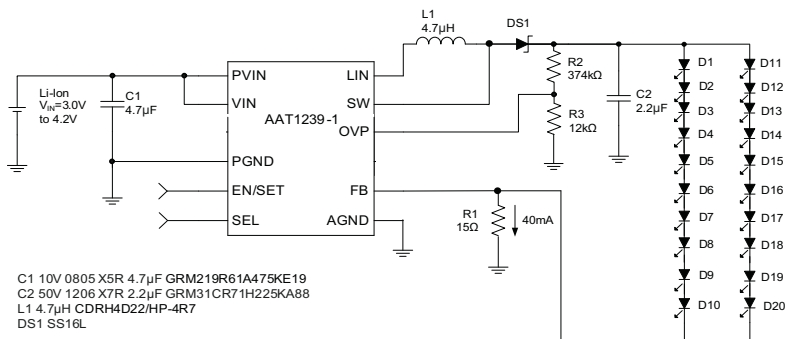 L1
4.7µH
DS1
Li-Ion
VIN=3.0V
to 4.2V
C1
4.7µF
PVIN
VIN
PGND
EN/SET
SEL
AAT1239-1
LIN
SW
OVP
FB
AGND
R2
374kΩ
R3
12kΩ
C2
2.2µF
R1
15Ω
40mA
D1
D2
D3
D4
D5
D6
D7
D8
D9
D10
D11
D12
D13
D14
D15
D16
D17
D18
D19
D20
C1 10V 0805 X5R 4.7µF GRM219R61A475KE19
C2 50V 1206 X7R 2.2µF GRM31CR71H225KA88
L1 4.7µH CDRH4D22/HP-4R7
DS1 SS16L